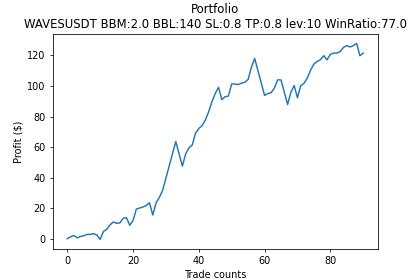 Portfolio
WAVESUSDT BBM:2.0 BBL:140 SL:0.8 TP:0.8 lev:10 WinRatio:77.0
120
100
80
60
40
20
0
Profit ($)
0 20 40 60 80
Trade counts